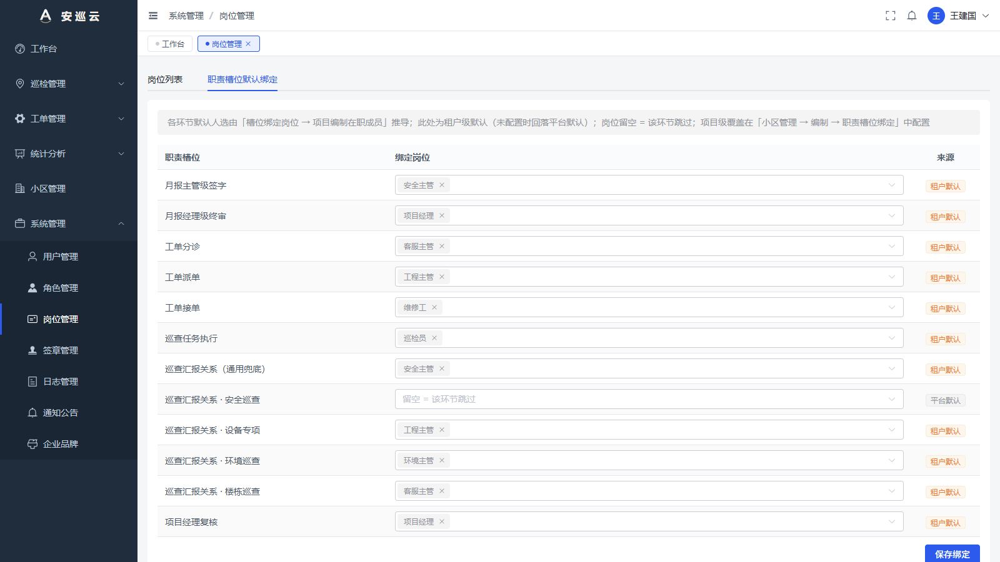 安巡云
工作台
巡检管理
工单管理
统计分析
小区管理
系统管理
用户管理
角色管理
岗位管理
签章管理
日志管理
通知公告
企业品牌
系统管理 / 岗位管理
王 王建国
工作台 岗位管理
岗位列表 职责槽位默认绑定
各环节默认人选由「槽位绑定岗位 → 项目编制在职成员」推导；此处为租户级默认（未配置时回落平台默认）；岗位留空 = 该环节跳过；项目级覆盖在「小区管理 → 编制 → 职责槽位绑定」中配置
职责槽位 绑定岗位 来源
月报主管级签字 安全主管 租户默认
月报经理级终审 项目经理 租户默认
工单分诊 客服主管 租户默认
工单派单 工程主管 租户默认
工单接单 维修工 租户默认
巡查任务执行 巡检员 租户默认
巡查汇报关系（通用兜底） 安全主管 租户默认
巡查汇报关系 · 安全巡查 留空 = 该环节跳过 平台默认
巡查汇报关系 · 设备专项 工程主管 租户默认
巡查汇报关系 · 环境巡查 环境主管 租户默认
巡查汇报关系 · 楼栋巡查 客服主管 租户默认
项目经理复核 项目经理 租户默认
保存绑定